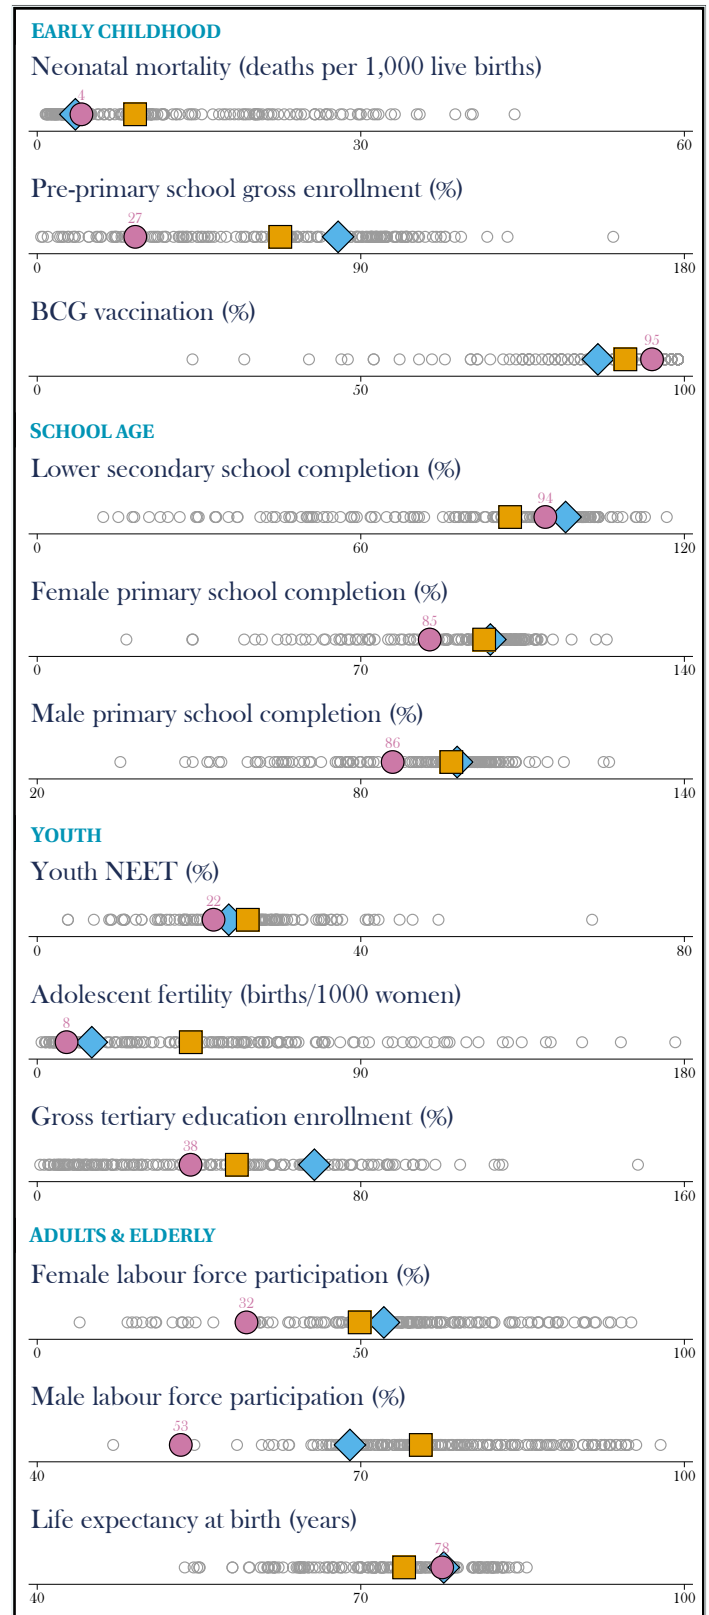 EARLY CHILDHOOD
Neonatal mortality (deaths per 1,000 live births)
4
0 30 60
Pre-primary school gross enrollment (%)
27
0 90 180
BCG vaccination (%)
95
0 50 100
SCHOOL AGE
Lower secondary school completion (%)
94
0 60 120
Female primary school completion (%)
85
0 70 140
Male primary school completion (%)
86
20 80 140
YOUTH
Youth NEET (%)
22
0 40 80
Adolescent fertility (births/1000 women)
8
0 90 180
Gross tertiary education enrollment (%)
38
0 80 160
ADULTS & ELDERLY
Female labour force participation (%)
32
0 50 100
Male labour force participation (%)
53
40 70 100
Life expectancy at birth (years)
78
40 70 100